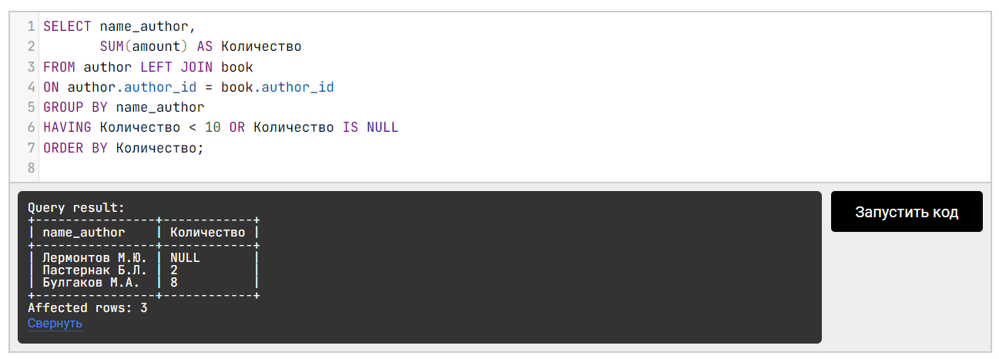 1 SELECT name_author,
2        SUM(amount) AS Количество
3 FROM author LEFT JOIN book
4 ON author.author_id = book.author_id
5 GROUP BY name_author
6 HAVING Количество < 10 OR Количество IS NULL
7 ORDER BY Количество;
8
Query result:
+---------------+------------+
| name_author    | Количество |
+---------------+------------+
| Лермонтов М.Ю. | NULL       |
| Пастернак Б.Л. | 2          |
| Булгаков М.А.  | 8          |
+---------------+------------+
Affected rows: 3
Свернуть
Запустить код